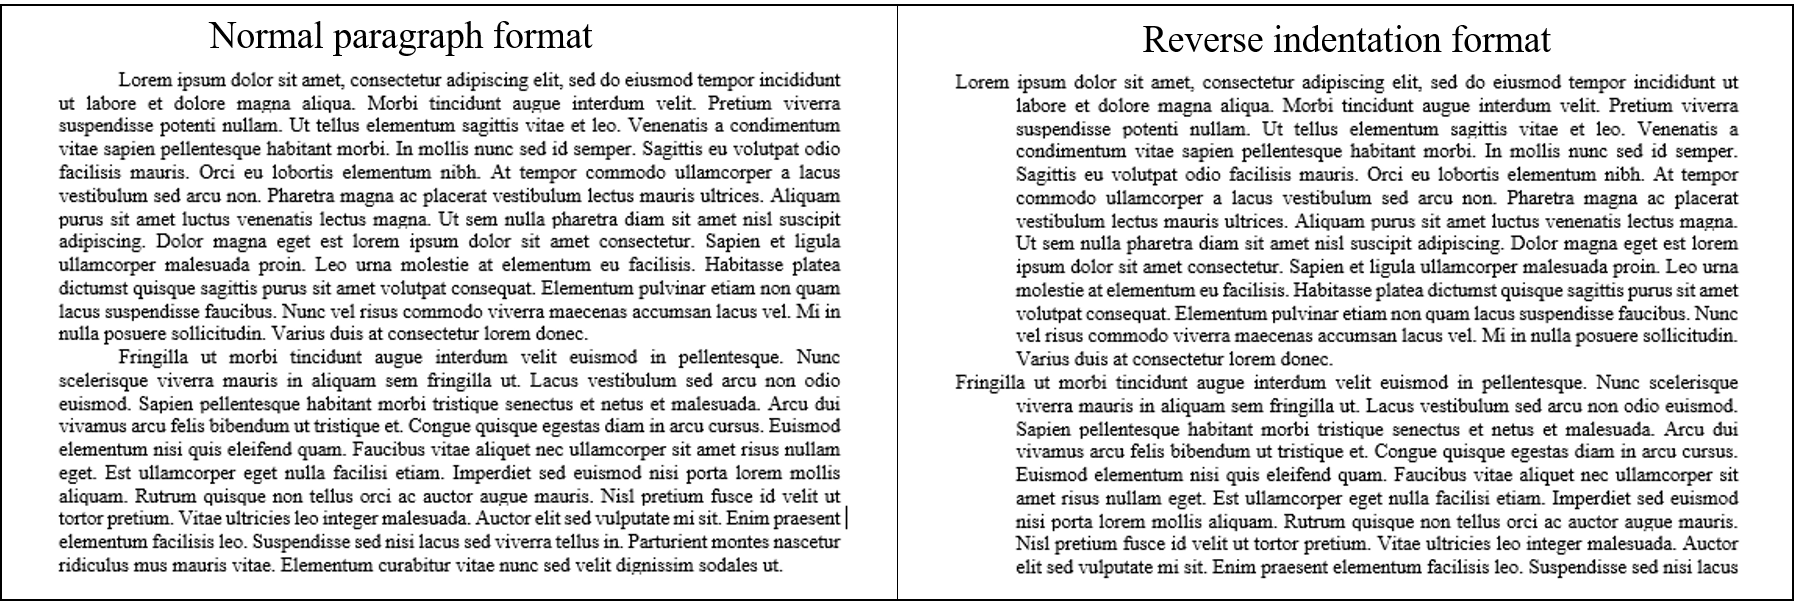 Normal paragraph format
Lorem ipsum dolor sit amet, consectetur adipiscing elit, sed do eiusmod tempor incididunt
ut labore et dolore magna aliqua. Morbi tincidunt augue interdum velit. Pretium viverra
suspendisse potenti nullam. Ut tellus elementum sagittis vitae et leo. Venenatis a condimentum
vitae sapien pellentesque habitant morbi. In mollis nunc sed id semper. Sagittis eu volutpat odio
facilisis mauris. Orci eu lobortis elementum nibh. At tempor commodo ullamcorper a lacus
vestibulum sed arcu non. Pharetra magna ac placerat vestibulum lectus mauris ultrices. Aliquam
purus sit amet luctus venenatis lectus magna. Ut sem nulla pharetra diam sit amet nisl suscipit
adipiscing. Dolor magna eget est lorem ipsum dolor sit amet consectetur. Sapien et ligula
ullamcorper malesuada proin. Leo urna molestie at elementum eu facilisis. Habitasse platea
dictumst quisque sagittis purus sit amet volutpat consequat. Elementum pulvinar etiam non quam
lacus suspendisse faucibus. Nunc vel risus commodo viverra maecenas accumsan lacus vel. Mi in
nulla posuere sollicitudin. Varius duis at consectetur lorem donec.
Fringilla ut morbi tincidunt augue interdum velit euismod in pellentesque. Nunc
scelerisque viverra mauris in aliquam sem fringilla ut. Lacus vestibulum sed arcu non odio
euismod. Sapien pellentesque habitant morbi tristique senectus et netus et malesuada. Arcu dui
vivamus arcu felis bibendum ut tristique et. Congue quisque egestas diam in arcu cursus. Euismod
elementum nisi quis eleifend quam. Faucibus vitae aliquet nec ullamcorper sit amet risus nullam
eget. Est ullamcorper eget nulla facilisi etiam. Imperdiet sed euismod nisi porta lorem mollis
aliquam. Rutrum quisque non tellus orci ac auctor augue mauris. Nisl pretium fusce id velit ut
tortor pretium. Vitae ultricies leo integer malesuada. Auctor elit sed vulputate mi sit. Enim praesent
elementum facilisis leo. Suspendisse sed nisi lacus sed viverra tellus in. Parturient montes nascetur
ridiculus mus mauris vitae. Elementum curabitur vitae nunc sed velit dignissim sodales ut.
Reverse indentation format
Lorem ipsum dolor sit amet, consectetur adipiscing elit, sed do eiusmod tempor incididunt ut
labore et dolore magna aliqua. Morbi tincidunt augue interdum velit. Pretium viverra
suspendisse potenti nullam. Ut tellus elementum sagittis vitae et leo. Venenatis a
condimentum vitae sapien pellentesque habitant morbi. In mollis nunc sed id semper.
Sagittis eu volutpat odio facilisis mauris. Orci eu lobortis elementum nibh. At tempor
commodo ullamcorper a lacus vestibulum sed arcu non. Pharetra magna ac placerat
vestibulum lectus mauris ultrices. Aliquam purus sit amet luctus venenatis lectus magna.
Ut sem nulla pharetra diam sit amet nisl suscipit adipiscing. Dolor magna eget est lorem
ipsum dolor sit amet consectetur. Sapien et ligula ullamcorper malesuada proin. Leo urna
molestie at elementum eu facilisis. Habitasse platea dictumst quisque sagittis purus sit amet
volutpat consequat. Elementum pulvinar etiam non quam lacus suspendisse faucibus. Nunc
vel risus commodo viverra maecenas accumsan lacus vel. Mi in nulla posuere sollicitudin.
Varius duis at consectetur lorem donec.
Fringilla ut morbi tincidunt augue interdum velit euismod in pellentesque. Nunc scelerisque
viverra mauris in aliquam sem fringilla ut. Lacus vestibulum sed arcu non odio euismod.
Sapien pellentesque habitant morbi tristique senectus et netus et malesuada. Arcu dui
vivamus arcu felis bibendum ut tristique et. Congue quisque egestas diam in arcu cursus.
Euismod elementum nisi quis eleifend quam. Faucibus vitae aliquet nec ullamcorper sit
amet risus nullam eget. Est ullamcorper eget nulla facilisi etiam. Imperdiet sed euismod
nisi porta lorem mollis aliquam. Rutrum quisque non tellus orci ac auctor augue mauris.
Nisl pretium fusce id velit ut tortor pretium. Vitae ultricies leo integer malesuada. Auctor
elit sed vulputate mi sit. Enim praesent elementum facilisis leo. Suspendisse sed nisi lacus